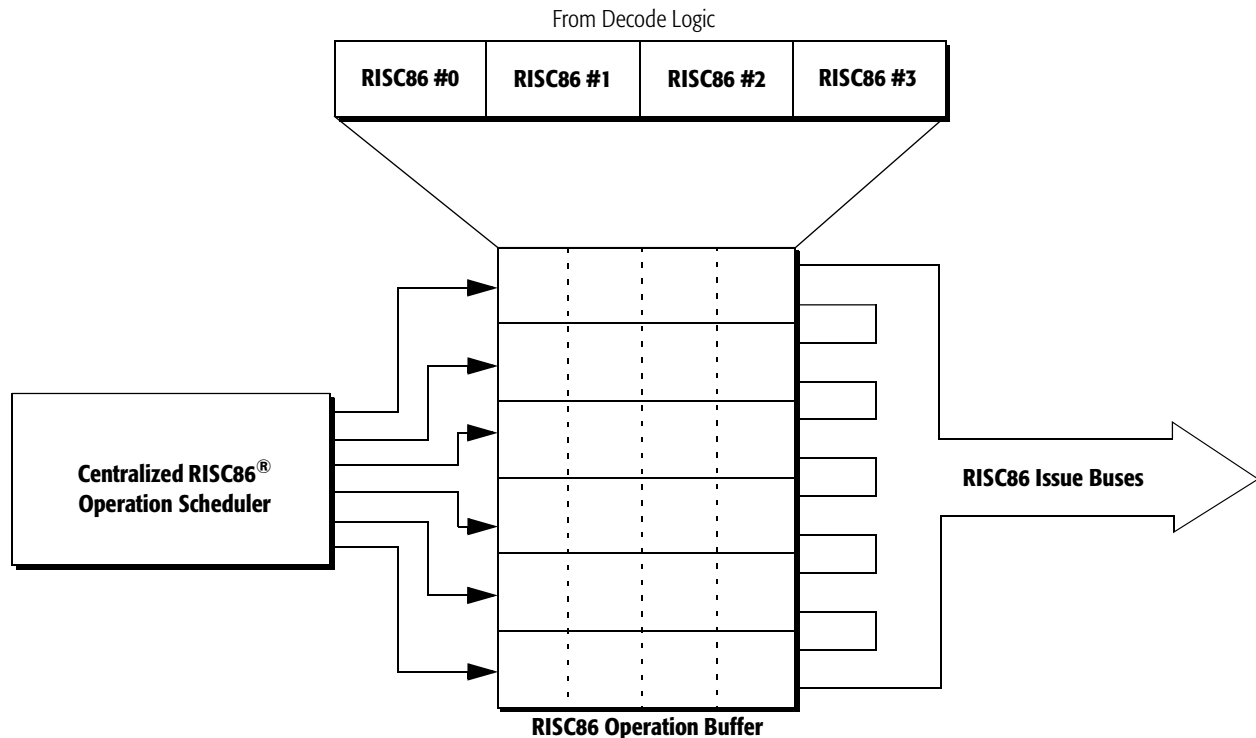 From Decode Logic
RISC86 #0 RISC86 #1 RISC86 #2 RISC86 #3
Centralized RISC86®
Operation Scheduler
RISC86 Issue Buses
RISC86 Operation Buffer